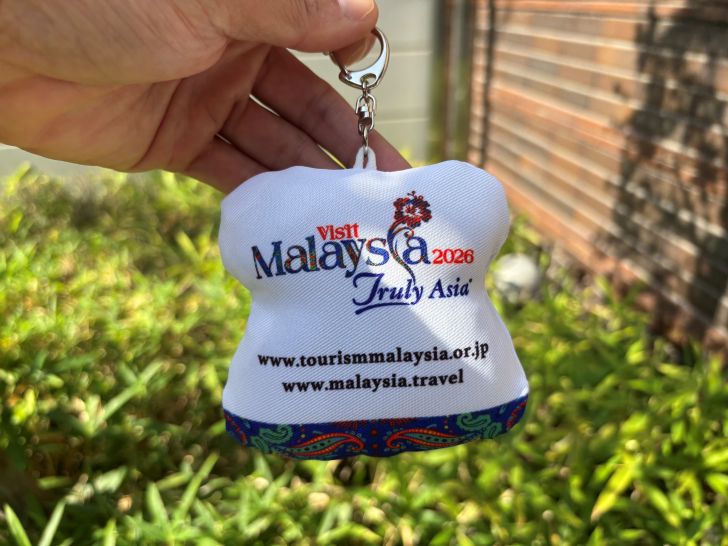 Visit
Malaysia 2026
Truly Asia
www.tourismmalaysia.or.jp
www.malaysia.travel